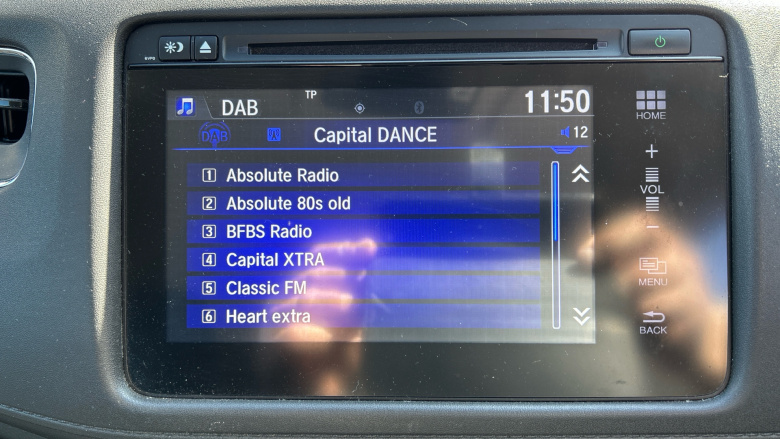 DAB
TP
11:50
HOME
DAB
Capital DANCE
12
+
VOL
−
1 Absolute Radio
2 Absolute 80s old
3 BFBS Radio
4 Capital XTRA
5 Classic FM
6 Heart extra
MENU
BACK